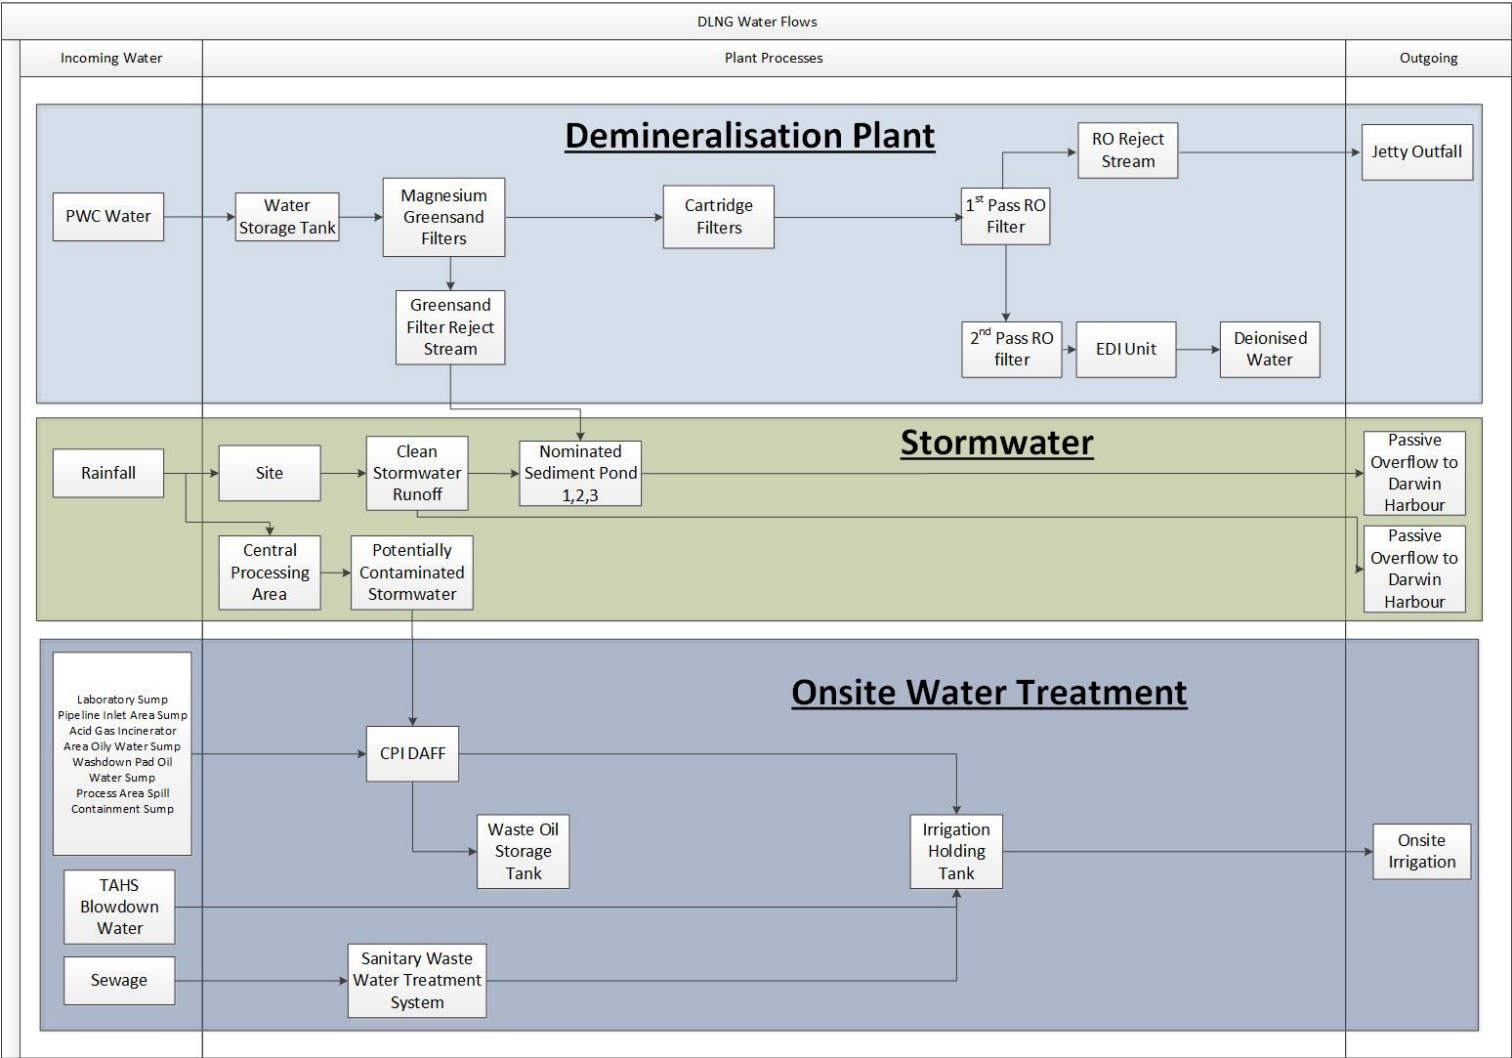 DLNG Water Flows
Incoming Water
Plant Processes
Outgoing
Demineralisation Plant
PWC Water
Water
Storage Tank
Magnesium
Greensand
Filters
Cartridge
Filters
1st Pass RO
Filter
RO Reject
Stream
Jetty Outfall
Greensand
Filter Reject
Stream
2nd Pass RO
filter
EDI Unit
Deionised
Water
Stormwater
Rainfall
Site
Clean
Stormwater
Runoff
Nominated
Sediment Pond
1,2,3
Passive
Overflow to
Darwin
Harbour
Central
Processing
Area
Potentially
Contaminated
Stormwater
Passive
Overflow to
Darwin
Harbour
Onsite Water Treatment
Laboratory Sump
Pipeline Inlet Area Sump
Acid Gas Incinerator
Area Oily Water Sump
Washdown Pad Oil
Water Sump
Process Area Spill
Containment Sump
CPI DAFF
Waste Oil
Storage
Tank
Irrigation
Holding
Tank
Onsite
Irrigation
TAHS
Blowdown
Water
Sewage
Sanitary Waste
Water Treatment
System